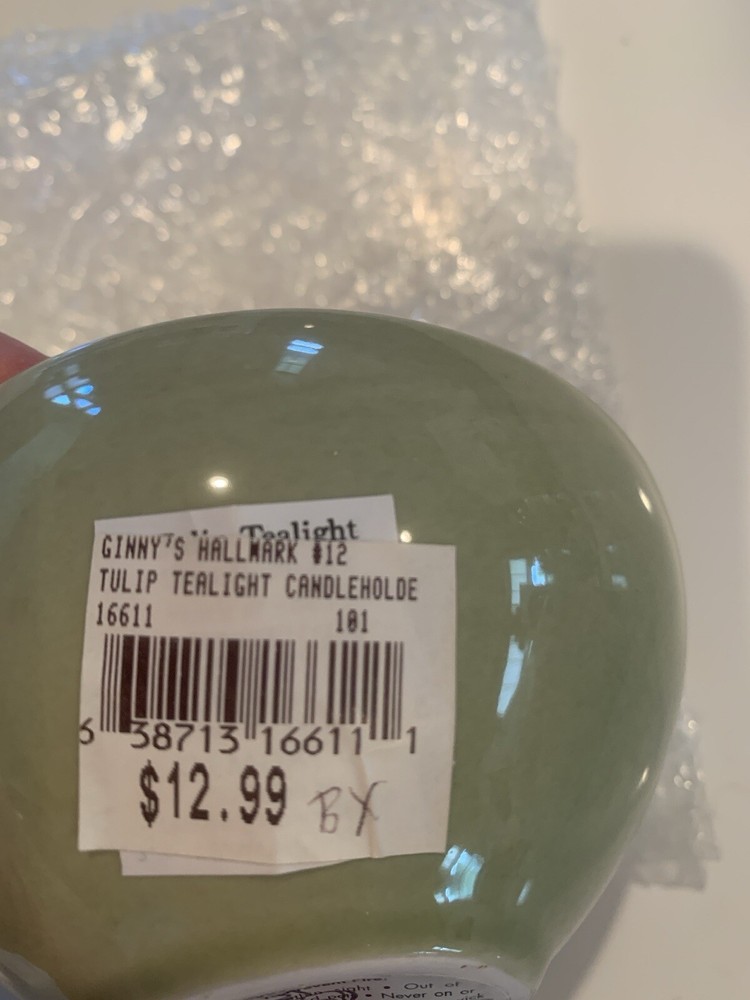 Tealight
GINNY'S HALLMARK #12
TULIP TEALIGHT CANDLEHOLDE
16611 101
6 38713 16611 1
$12.99 BX
• Out of
• Never on or